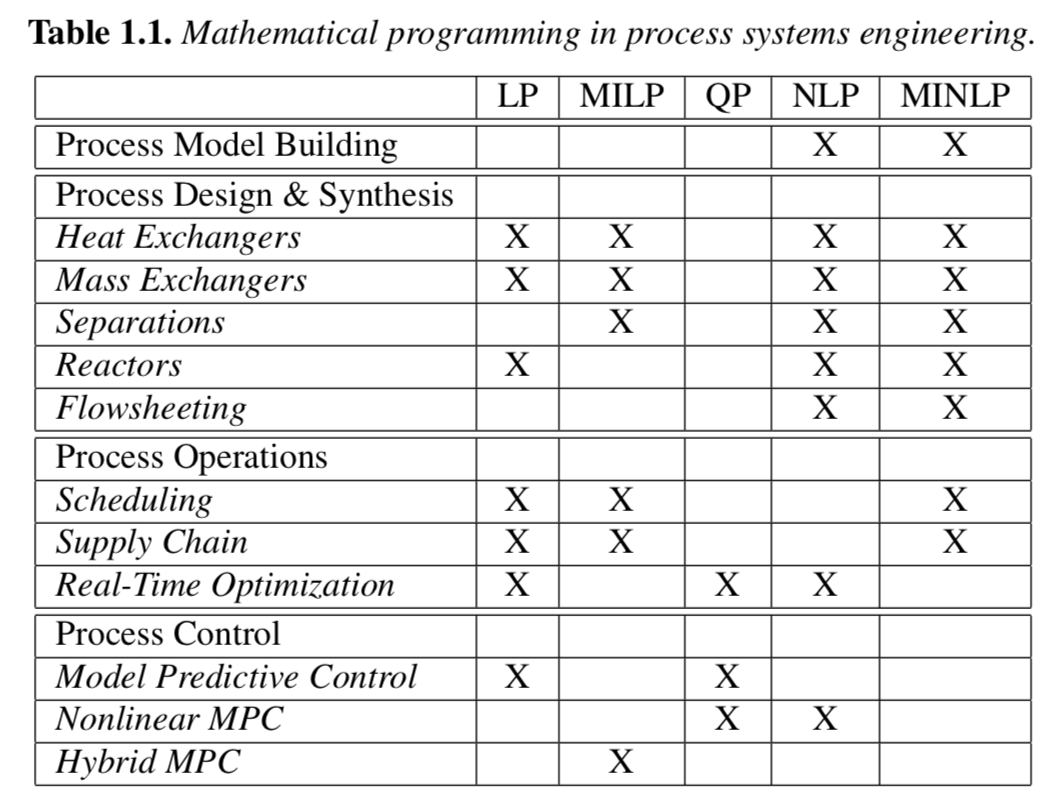 Table 1.1. Mathematical programming in process systems engineering.
LP MILP QP NLP MINLP
Process Model Building X X
Process Design & Synthesis
Heat Exchangers X X X X
Mass Exchangers X X X X
Separations X X X
Reactors X X X
Flowsheeting X X
Process Operations
Scheduling X X X
Supply Chain X X X
Real-Time Optimization X X X
Process Control
Model Predictive Control X X
Nonlinear MPC X X
Hybrid MPC X